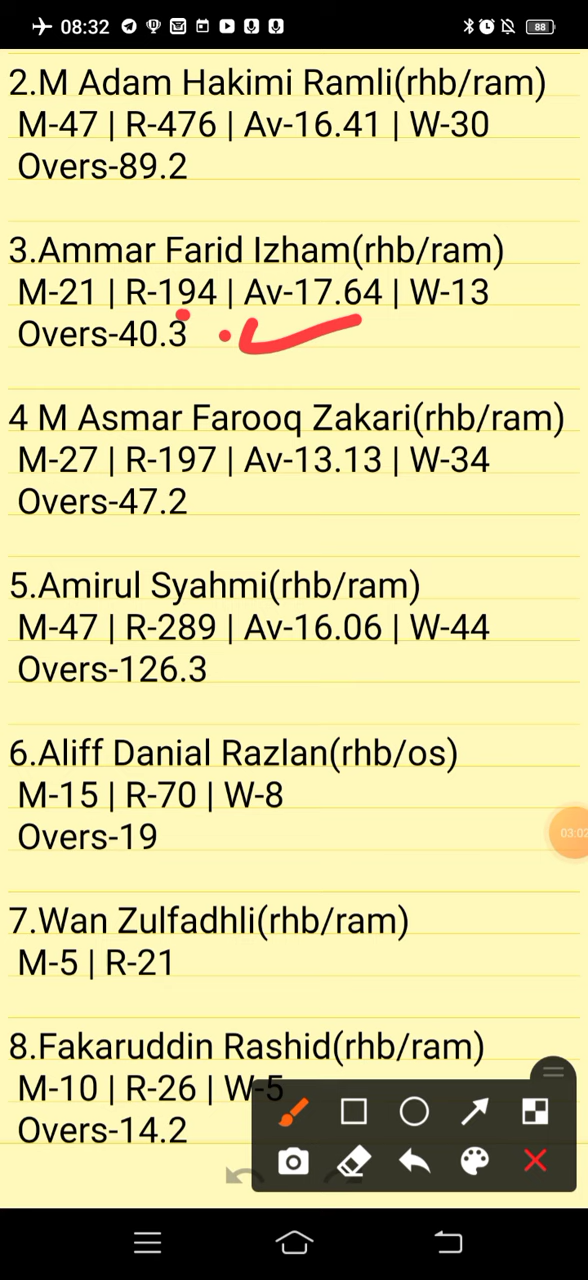 08:32 88
2.M Adam Hakimi Ramli(rhb/ram)
M-47 | R-476 | Av-16.41 | W-30
Overs-89.2
3.Ammar Farid Izham(rhb/ram)
M-21 | R-194 | Av-17.64 | W-13
Overs-40.3
4 M Asmar Farooq Zakari(rhb/ram)
M-27 | R-197 | Av-13.13 | W-34
Overs-47.2
5.Amirul Syahmi(rhb/ram)
M-47 | R-289 | Av-16.06 | W-44
Overs-126.3
6.Aliff Danial Razlan(rhb/os)
M-15 | R-70 | W-8
Overs-19
03:02
7.Wan Zulfadhli(rhb/ram)
M-5 | R-21
8.Fakaruddin Rashid(rhb/ram)
M-10 | R-26 | W-5
Overs-14.2